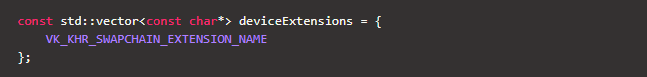 const std::vector<const char*> deviceExtensions = {
    VK_KHR_SWAPCHAIN_EXTENSION_NAME
};